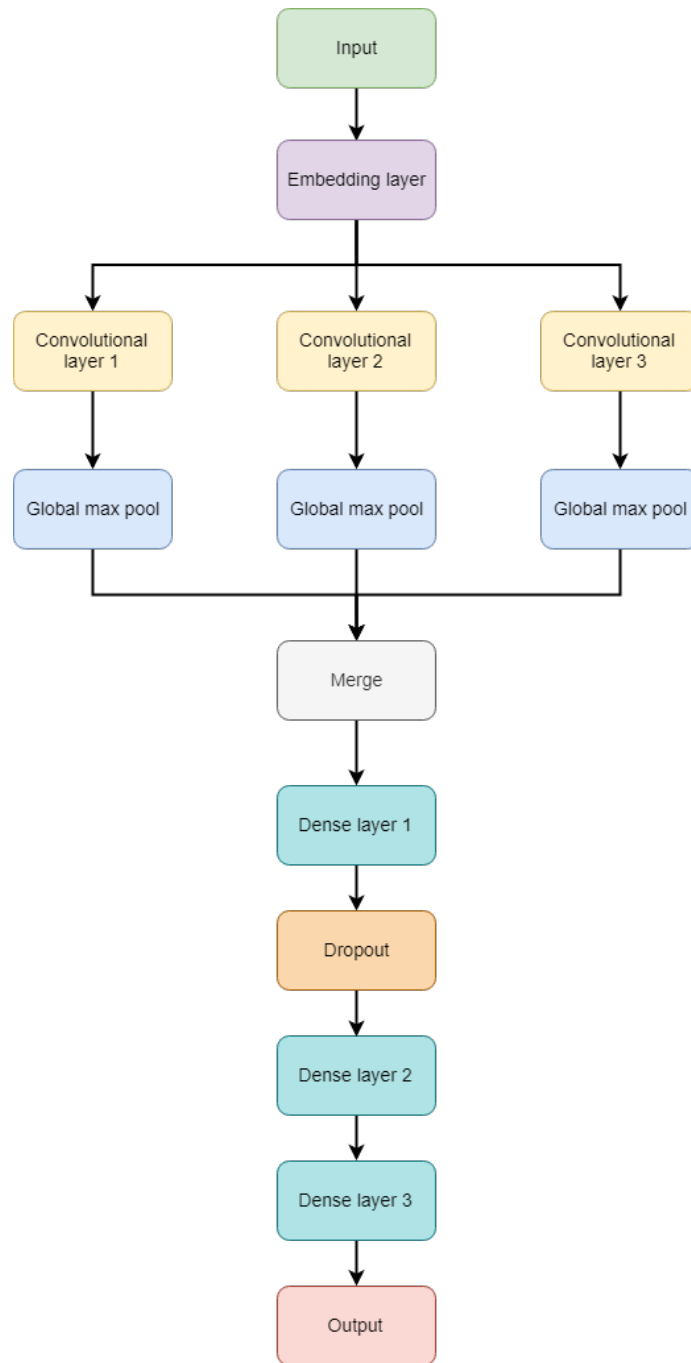 Input
Embedding layer
Convolutional
layer 1
Convolutional
layer 2
Convolutional
layer 3
Global max pool
Global max pool
Global max pool
Merge
Dense layer 1
Dropout
Dense layer 2
Dense layer 3
Output